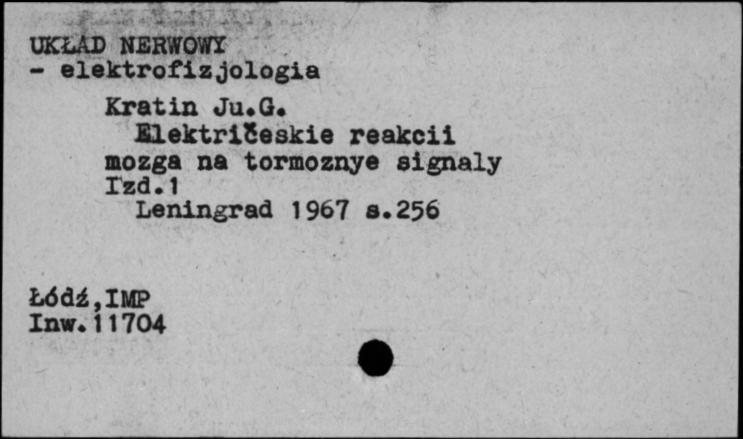 UKŁAD NERWOWY
- elektrofizjologia
Kratin Ju.G.
Električeskie reakcii
mozga na tormoznye signaly
Izd.1
Leningrad 1967 s.256
Łódź,IMP
Inw.11704